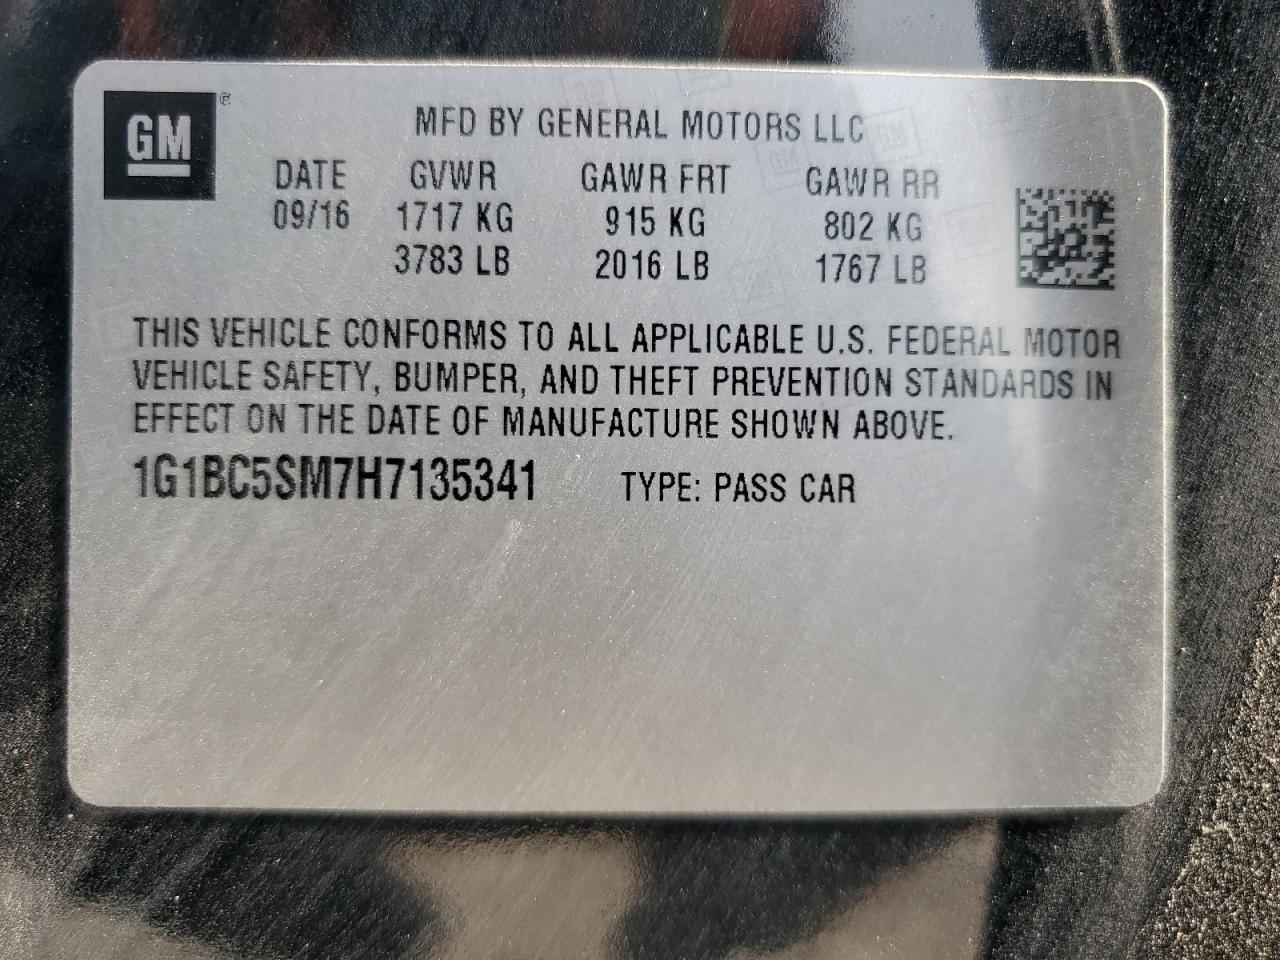 GM ®
MFD BY GENERAL MOTORS LLC
DATE GVWR GAWR FRT GAWR RR
09/16 1717 KG 915 KG 802 KG
3783 LB 2016 LB 1767 LB
THIS VEHICLE CONFORMS TO ALL APPLICABLE U.S. FEDERAL MOTOR
VEHICLE SAFETY, BUMPER, AND THEFT PREVENTION STANDARDS IN
EFFECT ON THE DATE OF MANUFACTURE SHOWN ABOVE.
1G1BC5SM7H7135341 TYPE: PASS CAR